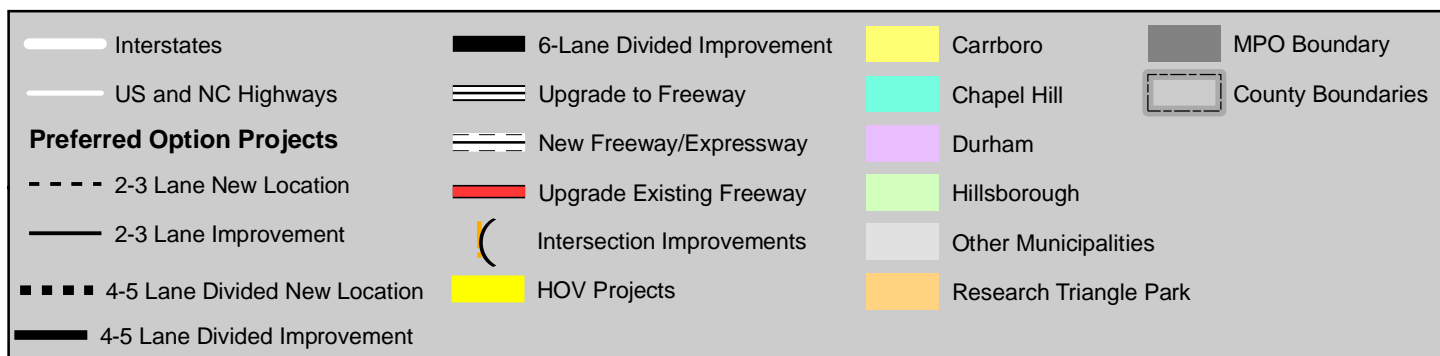 Interstates
US and NC Highways
Preferred Option Projects
2-3 Lane New Location
2-3 Lane Improvement
4-5 Lane Divided New Location
4-5 Lane Divided Improvement
6-Lane Divided Improvement
Upgrade to Freeway
New Freeway/Expressway
Upgrade Existing Freeway
Intersection Improvements
HOV Projects
Carrboro
Chapel Hill
Durham
Hillsborough
Other Municipalities
Research Triangle Park
MPO Boundary
County Boundaries